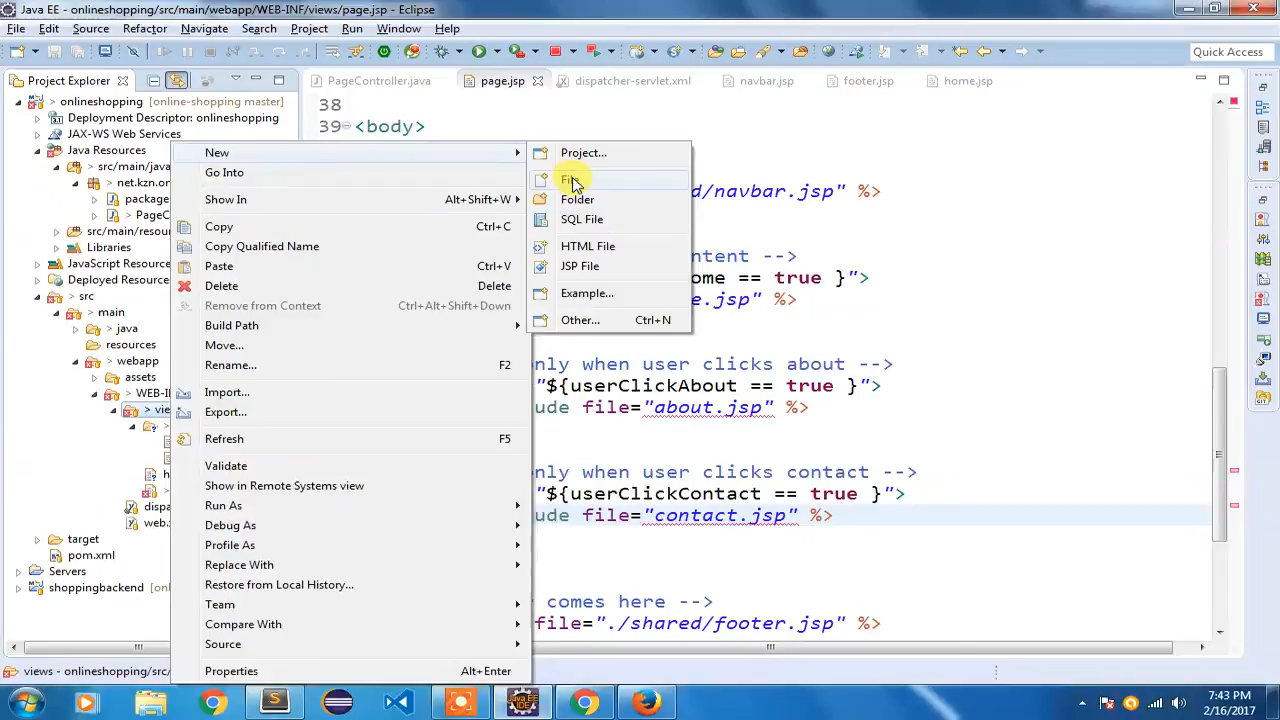 Java EE - onlineshopping/src/main/webapp/WEB-INF/views/page.jsp - Eclipse
File Edit Source Refactor Navigate Search Project Run Window Help
Quick Access
Project Explorer
PageController.java page.jsp dispatcher-servlet.xml navbar.jsp footer.jsp home.jsp
> onlineshopping [online-shopping master]
Deployment Descriptor: onlineshopping
JAX-WS Web Services
Java Resources
> src/main/java
> net.kzn.
> package
> PageC
> src/main/resou
Libraries
JavaScript Resource
Deployed Resource
> src
> main
> java
resources
> webapp
> assets
> WEB-IN
> vie
h
dispa
web.x
target
pom.xml
Servers
shoppingbackend
New
Go Into
Show In Alt+Shift+W
Copy Ctrl+C
Copy Qualified Name
Paste Ctrl+V
Delete Delete
Remove from Context Ctrl+Alt+Shift+Down
Build Path
Move...
Rename... F2
Import...
Export...
Refresh F5
Validate
Show in Remote Systems view
Run As
Debug As
Profile As
Replace With
Restore from Local History...
Team
Compare With
Source
Properties Alt+Enter
Project...
File
Folder
SQL File
HTML File
JSP File
Example...
Other... Ctrl+N
38
39 <body>
d/navbar.jsp" %>
ntent -->
ome == true }">
e.jsp" %>
only when user clicks about -->
"${userClickAbout == true }">
ude file="about.jsp" %>
only when user clicks contact -->
"${userClickContact == true }">
ude file="contact.jsp" %>
comes here -->
file="./shared/footer.jsp" %>
views - onlineshopping/src/
Java EE
IDE
7:43 PM
2/16/2017